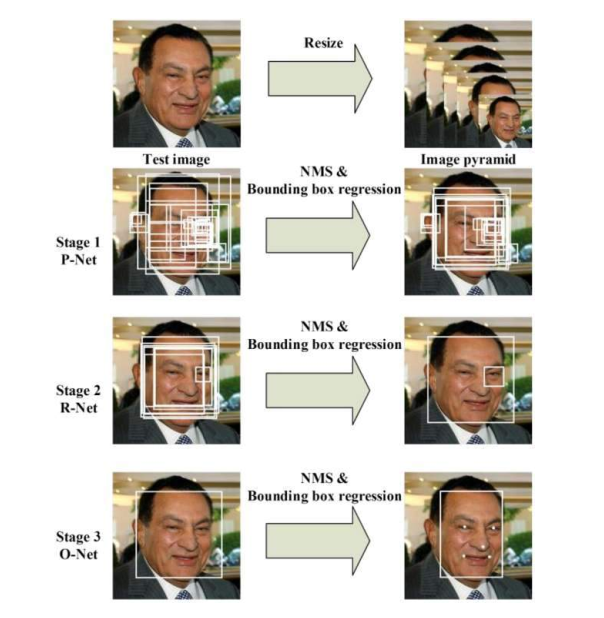 Resize
Test image
Image pyramid
NMS &
Bounding box regression
Stage 1
P-Net
NMS &
Bounding box regression
Stage 2
R-Net
NMS &
Bounding box regression
Stage 3
O-Net